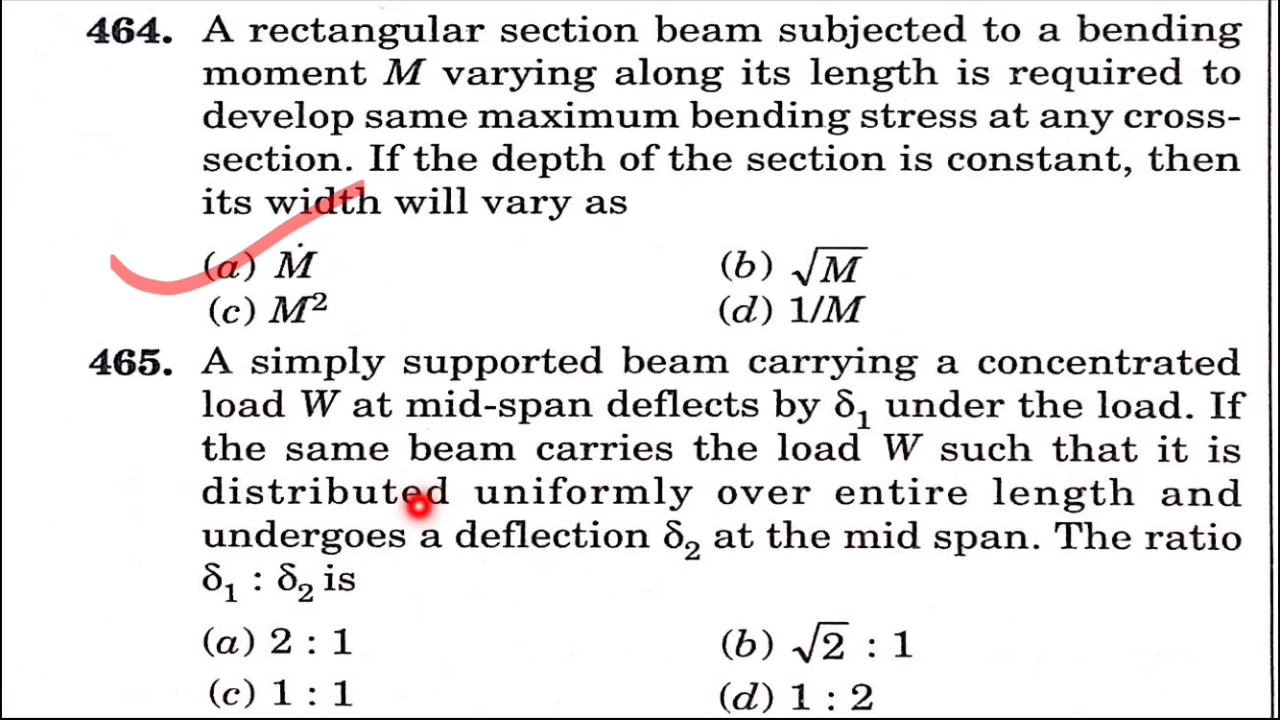 464. A rectangular section beam subjected to a bending
moment M varying along its length is required to
develop same maximum bending stress at any cross-
section. If the depth of the section is constant, then
its width will vary as
(a) M (b) √M
(c) M² (d) 1/M
465. A simply supported beam carrying a concentrated
load W at mid-span deflects by δ₁ under the load. If
the same beam carries the load W such that it is
distributed uniformly over entire length and
undergoes a deflection δ₂ at the mid span. The ratio
δ₁ : δ₂ is
(a) 2 : 1 (b) √2 : 1
(c) 1 : 1 (d) 1 : 2